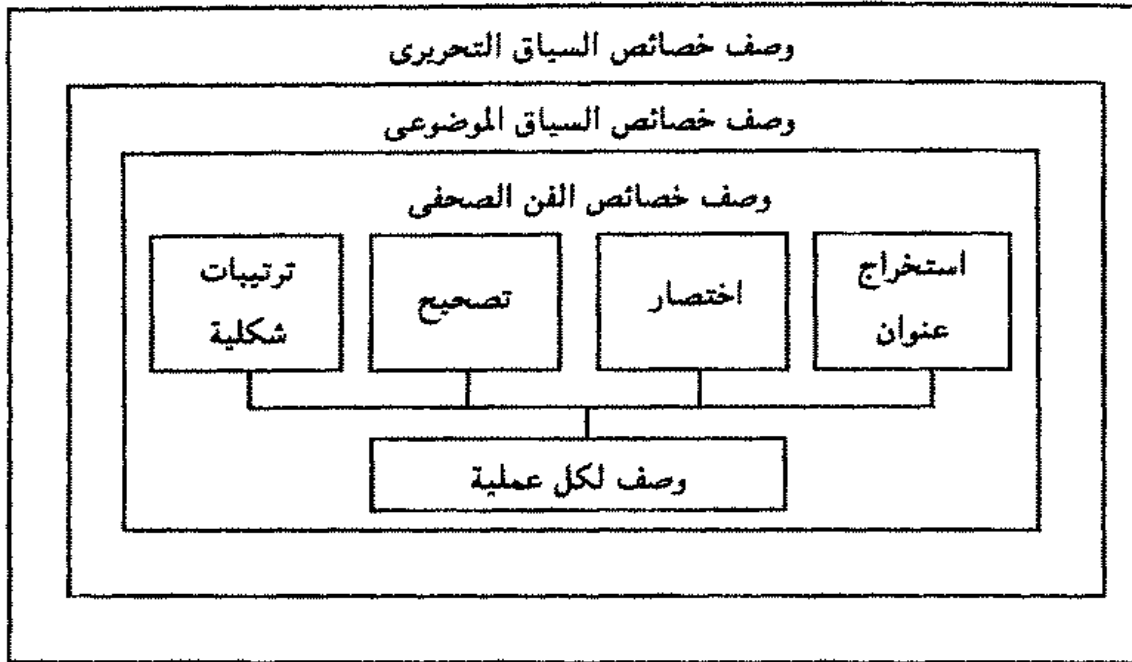 وصف خصائص السياق التحريرى
وصف خصائص السياق الموضوعى
وصف خصائص الفن الصحفى
استخراج
عنوان
اختصار
تصحيح
ترتيبات
شكلية
وصف لكل عملية